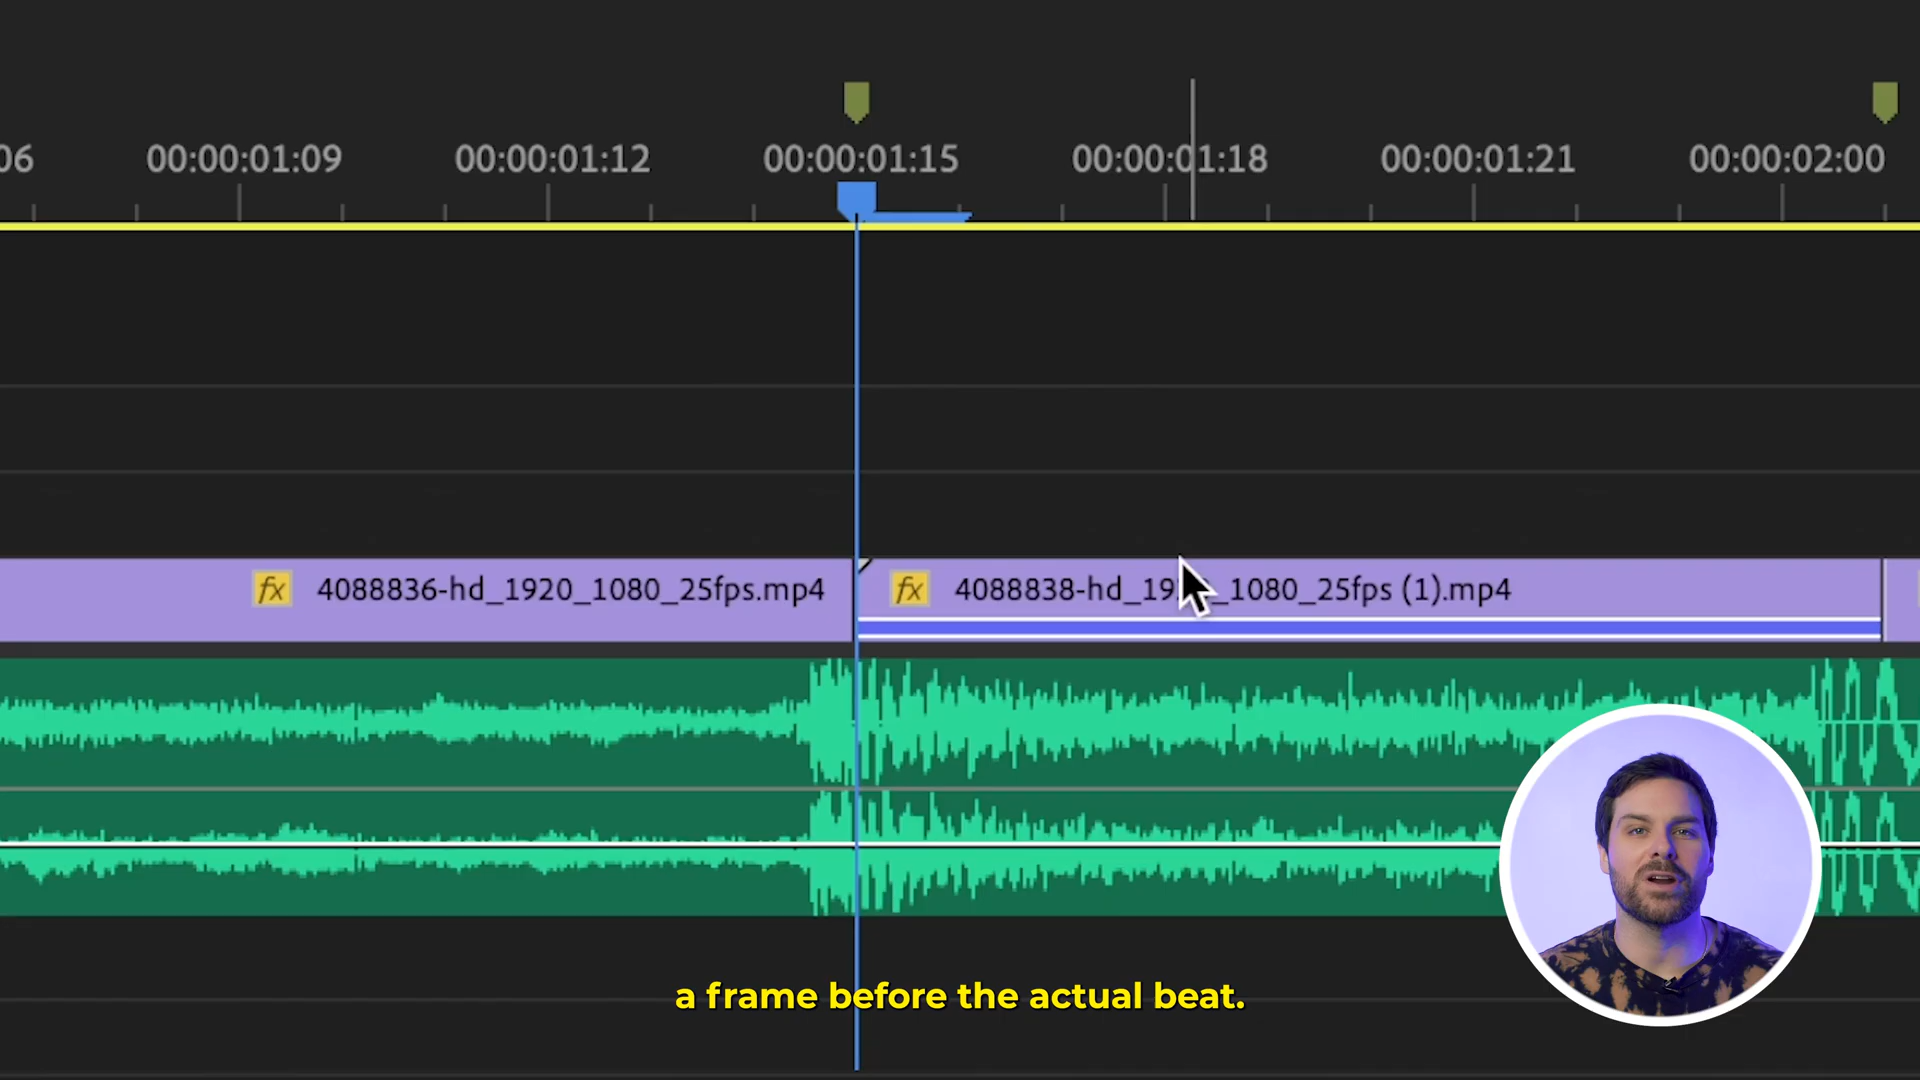 06 00:00:01:09 00:00:01:12 00:00:01:15 00:00:01:18 00:00:01:21 00:00:02:00
fx 4088836-hd_1920_1080_25fps.mp4 fx 4088838-hd_1920_1080_25fps (1).mp4
a frame before the actual beat.